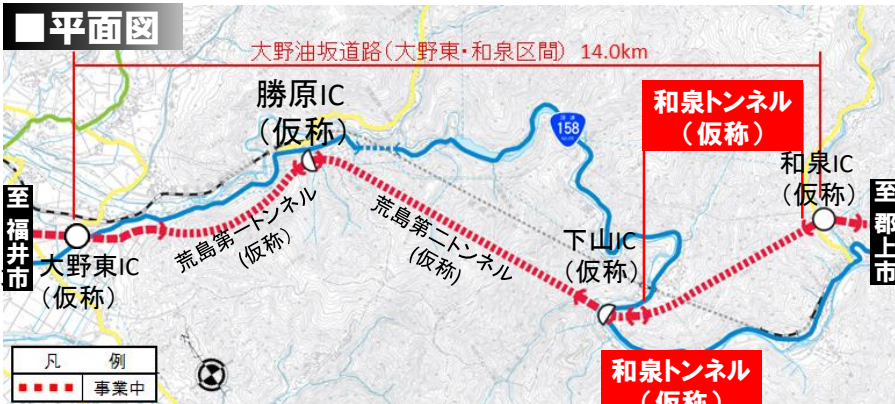 ■平面図
大野油坂道路（大野東・和泉区間） 14.0km
勝原IC
（仮称）
158
和泉トンネル
（仮称）
和泉IC
（仮称）
至 福井市
至 郡上市
大野東IC
（仮称）
荒島第一トンネル
（仮称）
荒島第二トンネル
（仮称）
下山IC
（仮称）
凡 例
事業中
和泉トンネル
（仮称）